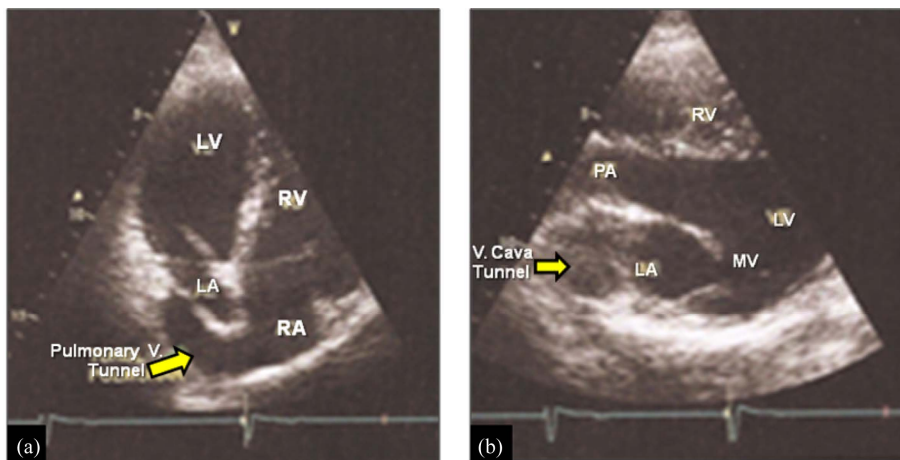 LV
RV
LA
RA
Pulmonary V.
Tunnel
(a)
RV
PA
LV
V. Cava
Tunnel
LA
MV
(b)